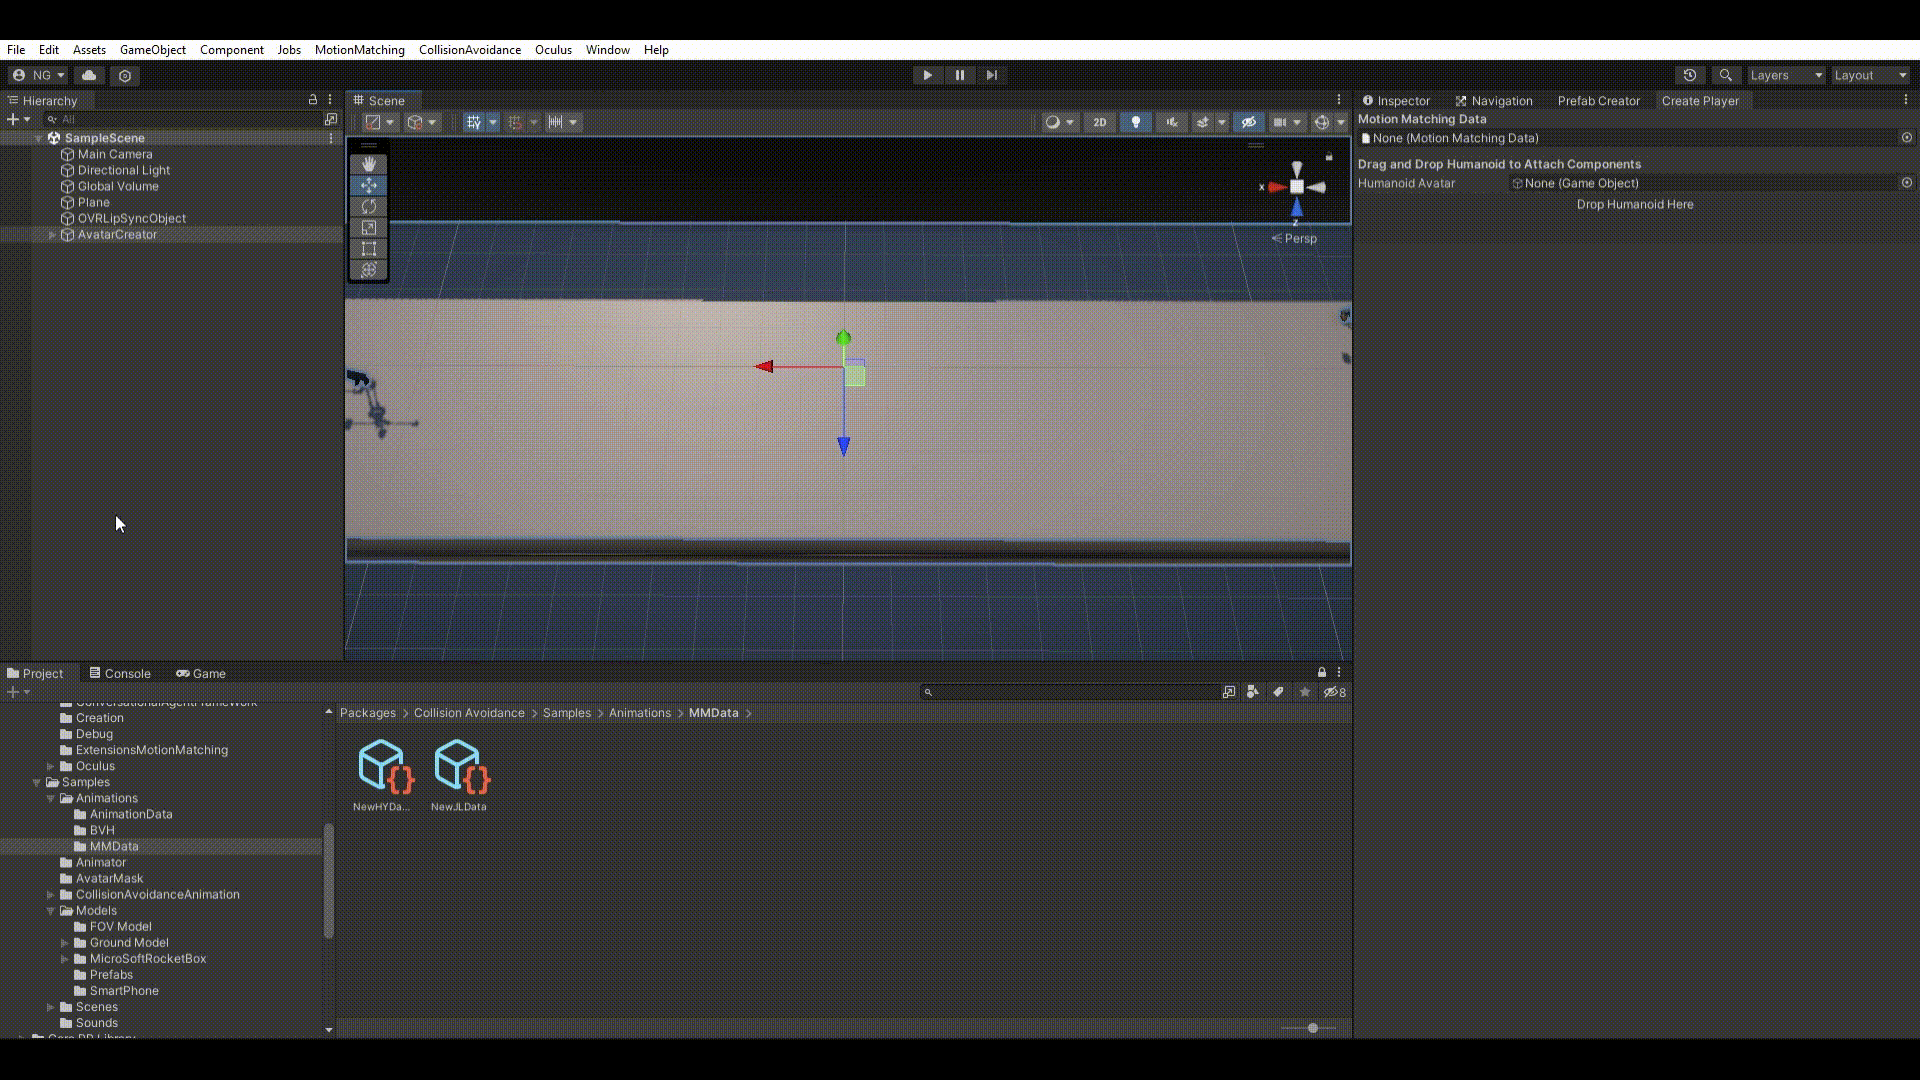 File Edit Assets GameObject Component Jobs MotionMatching CollisionAvoidance Oculus Window Help
NG
Layers
Layout
Hierarchy
All
SampleScene
Main Camera
Directional Light
Global Volume
Plane
OVRLipSyncObject
AvatarCreator
Scene
2D
x
z
Persp
Inspector Navigation Prefab Creator Create Player
Motion Matching Data
None (Motion Matching Data)
Drag and Drop Humanoid to Attach Components
Humanoid Avatar None (Game Object)
Drop Humanoid Here
Project Console Game
8
Creation
Debug
ExtensionsMotionMatching
Oculus
Samples
Animations
AnimationData
BVH
MMData
Animator
AvatarMask
CollisionAvoidanceAnimation
Models
FOV Model
Ground Model
MicroSoftRocketBox
Prefabs
SmartPhone
Scenes
Sounds
Packages > Collision Avoidance > Samples > Animations > MMData >
NewHYDa... NewJLData